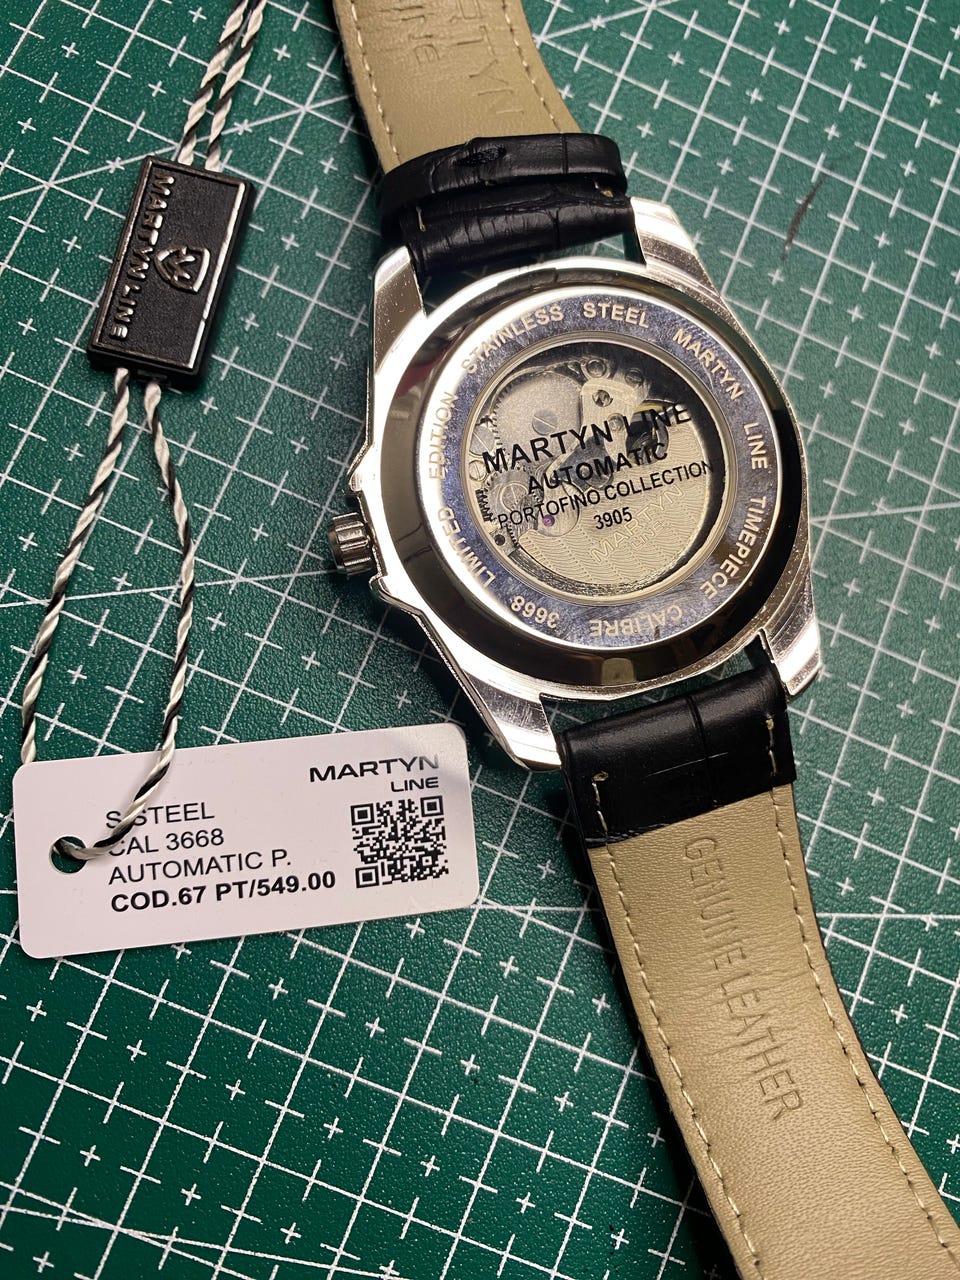 MARTYN
LINE
MARTYN LINE
STAINLESS STEEL MARTYN LINE TIMEPIECE CALIBRE 3668 LIMITED EDITION
MARTYN LINE
AUTOMATIC
PORTOFINO COLLECTION
3905
MARTYN
MARTYN
LINE
S.STEEL
CAL 3668
AUTOMATIC P.
COD.67 PT/549.00
GENUINE LEATHER